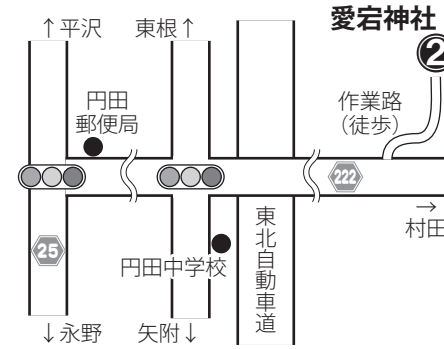 愛宕神社
2
↑平沢
東根↑
円田
郵便局
作業路
（徒歩）
222
→
村田
25
円田中学校
東北自動車道
↓永野
矢附↓